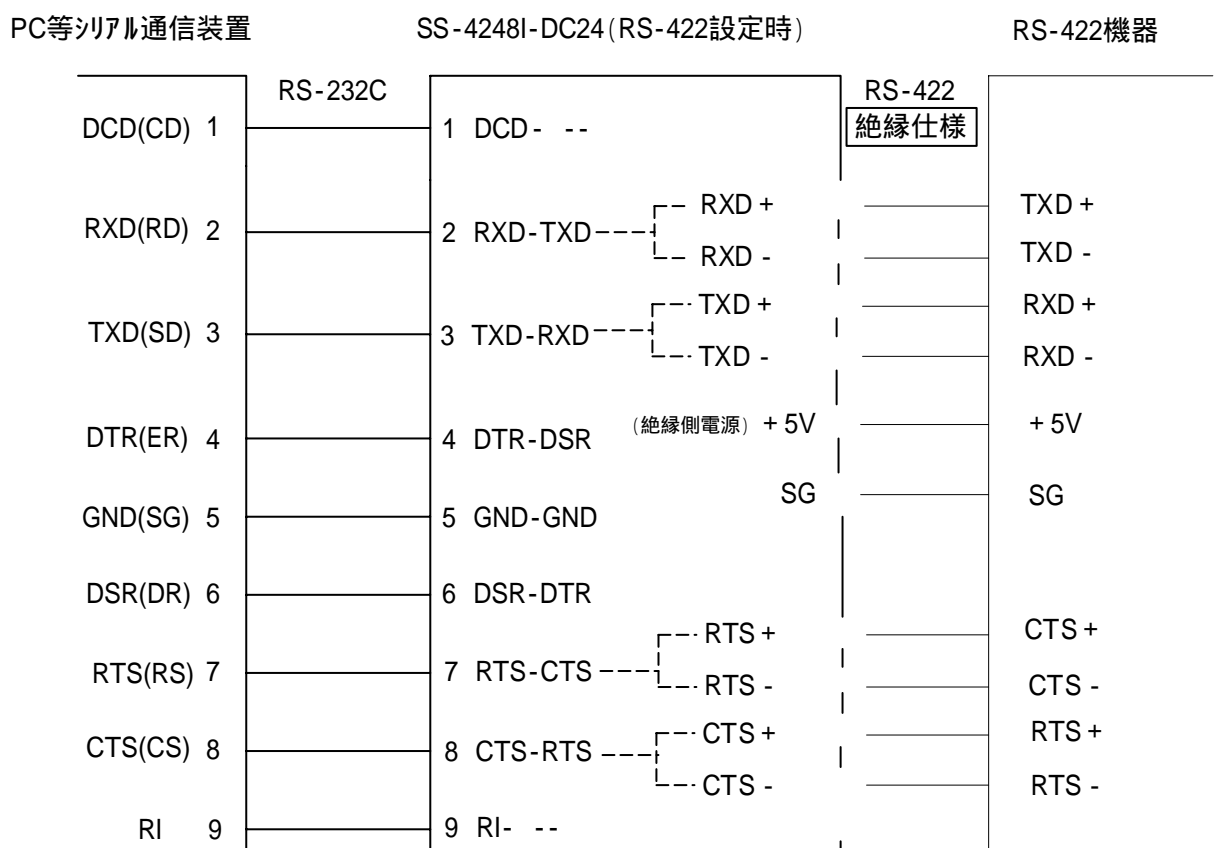 PC等ｼﾘｱﾙ通信装置 SS-4248I-DC24(RS-422設定時) RS-422機器
RS-232C RS-422
絶縁仕様
DCD(CD) 1 1 DCD- --
RXD + TXD +
RXD(RD) 2 2 RXD-TXD
RXD - TXD -
TXD + RXD +
TXD(SD) 3 3 TXD-RXD
TXD - RXD -
DTR(ER) 4 4 DTR-DSR (絶縁側電源) + 5V + 5V
SG SG
GND(SG) 5 5 GND-GND
DSR(DR) 6 6 DSR-DTR
RTS + CTS +
RTS(RS) 7 7 RTS-CTS
RTS - CTS -
CTS + RTS +
CTS(CS) 8 8 CTS-RTS
CTS - RTS -
RI 9 9 RI- --